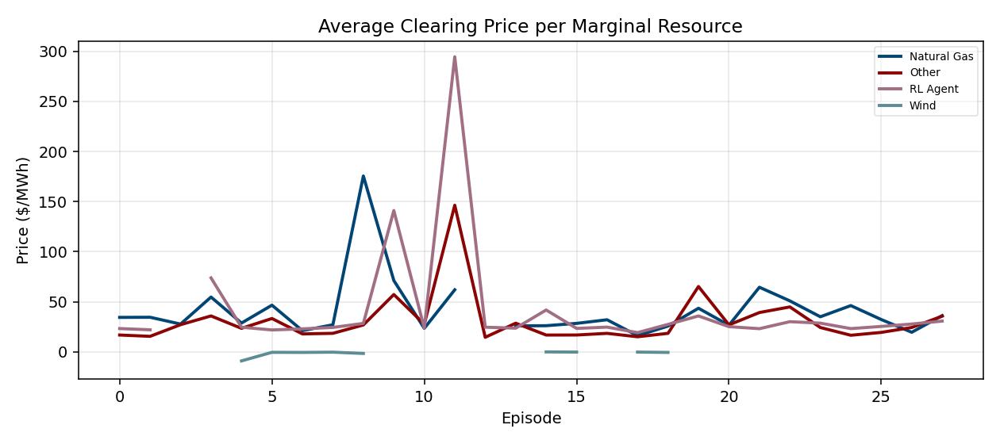 Average Clearing Price per Marginal Resource
300
250
200
150
100
50
0
Price ($/MWh)
Natural Gas
Other
RL Agent
Wind
0 5 10 15 20 25
Episode